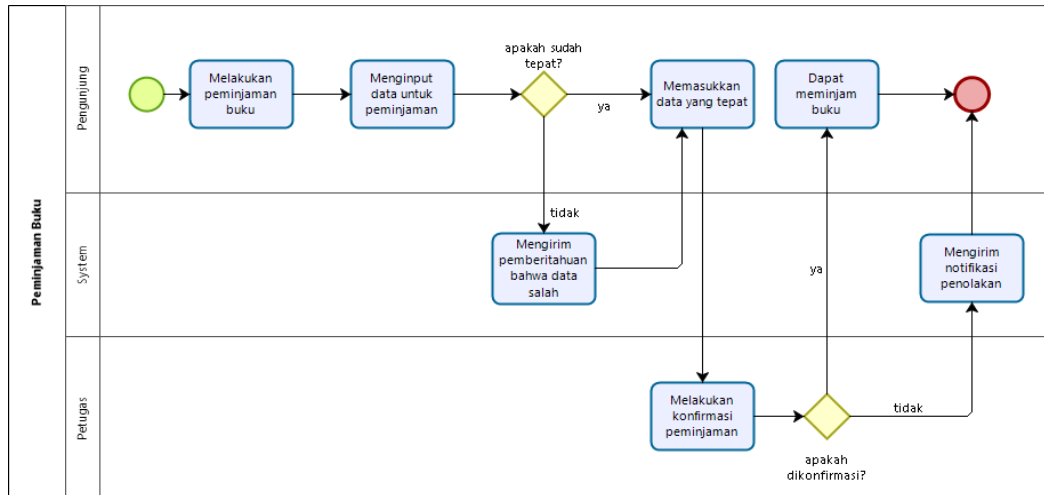 Peminjaman Buku
Pengunjung
Melakukan
peminjaman
buku
Menginput
data untuk
peminjaman
apakah sudah
tepat?
ya
Memasukkan
data yang tepat
Dapat
meminjam
buku
System
tidak
Mengirim
pemberitahuan
bahwa data
salah
ya
Mengirim
notifikasi
penolakan
Petugas
Melakukan
konfirmasi
peminjaman
apakah
dikonfirmasi?
tidak